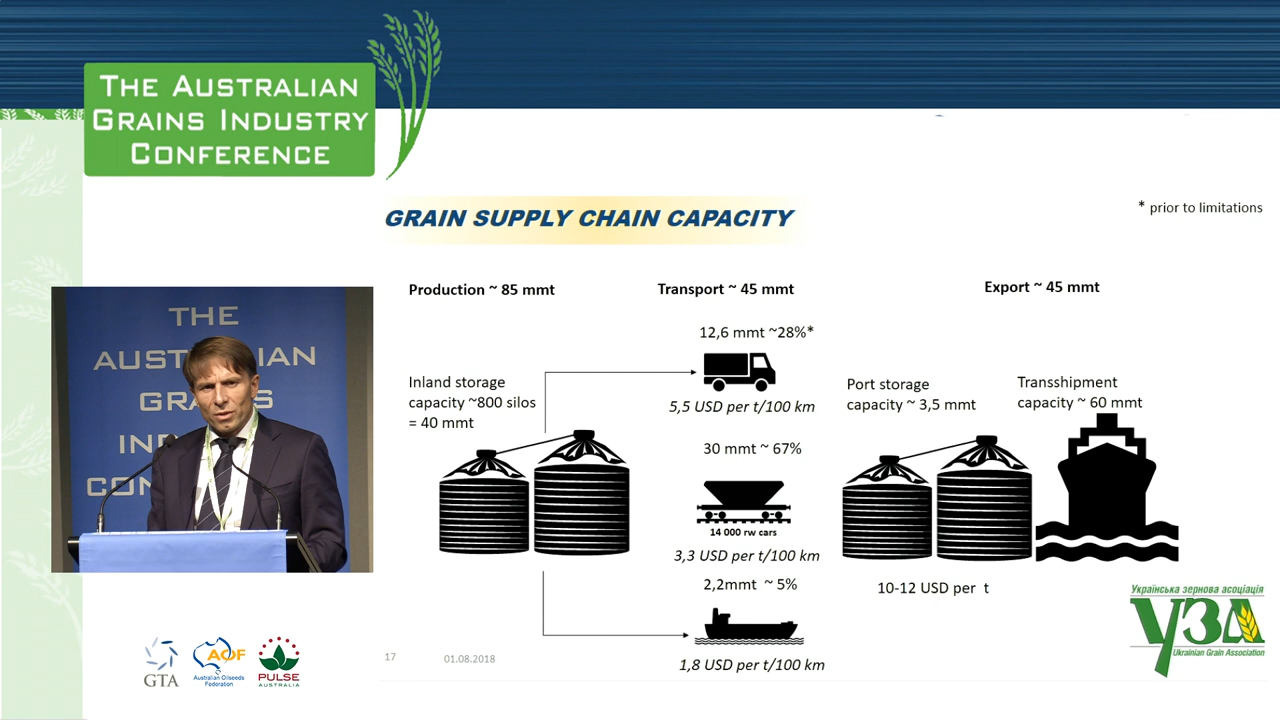 THE AUSTRALIAN
GRAINS INDUSTRY
CONFERENCE
GRAIN SUPPLY CHAIN CAPACITY
* prior to limitations
Production ~ 85 mmt
Transport ~ 45 mmt
Export ~ 45 mmt
12,6 mmt ~28%*
Inland storage
capacity ~800 silos
= 40 mmt
5,5 USD per t/100 km
Port storage
capacity ~ 3,5 mmt
Transshipment
capacity ~ 60 mmt
30 mmt ~ 67%
14 000 rw cars
3,3 USD per t/100 km
2,2mmt ~ 5%
10-12 USD per t
1,8 USD per t/100 km
THE
AUSTRALIAN
GRA S
IN
CON
17
01.08.2018
GTA
AOF
Australian Oilseeds
Federation
PULSE
AUSTRALIA
Українська зернова асоціація
УЗА
Ukrainian Grain Association